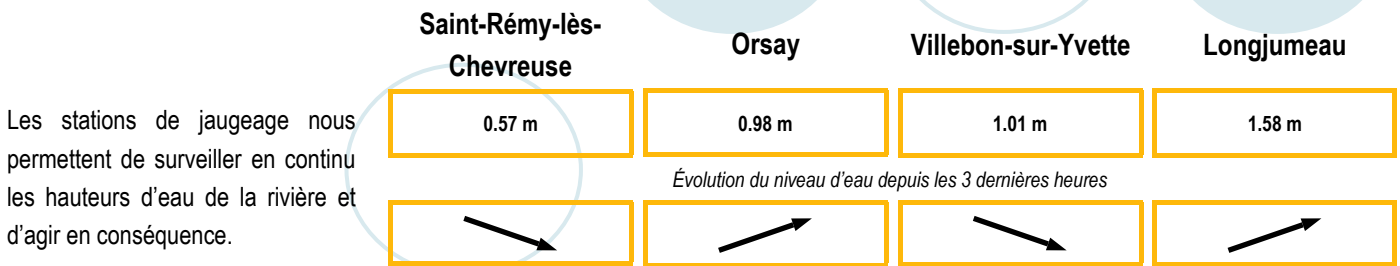 Saint-Rémy-lès-
Chevreuse
Orsay
Villebon-sur-Yvette
Longjumeau
Les stations de jaugeage nous
permettent de surveiller en continu
les hauteurs d’eau de la rivière et
d’agir en conséquence.
0.57 m
0.98 m
1.01 m
1.58 m
Évolution du niveau d’eau depuis les 3 dernières heures